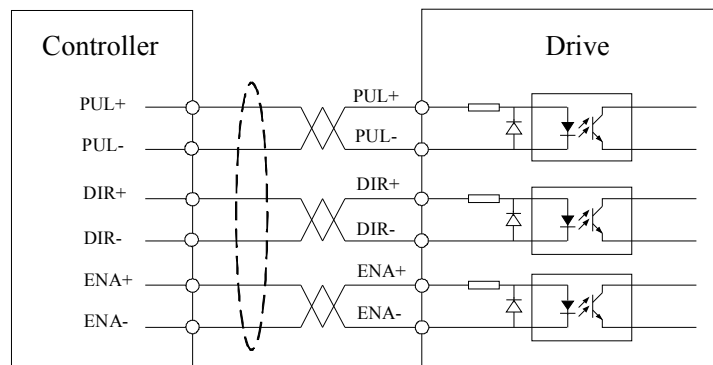 Controller
Drive
PUL+
PUL+
PUL-
PUL-
DIR+
DIR+
DIR-
DIR-
ENA+
ENA+
ENA-
ENA-